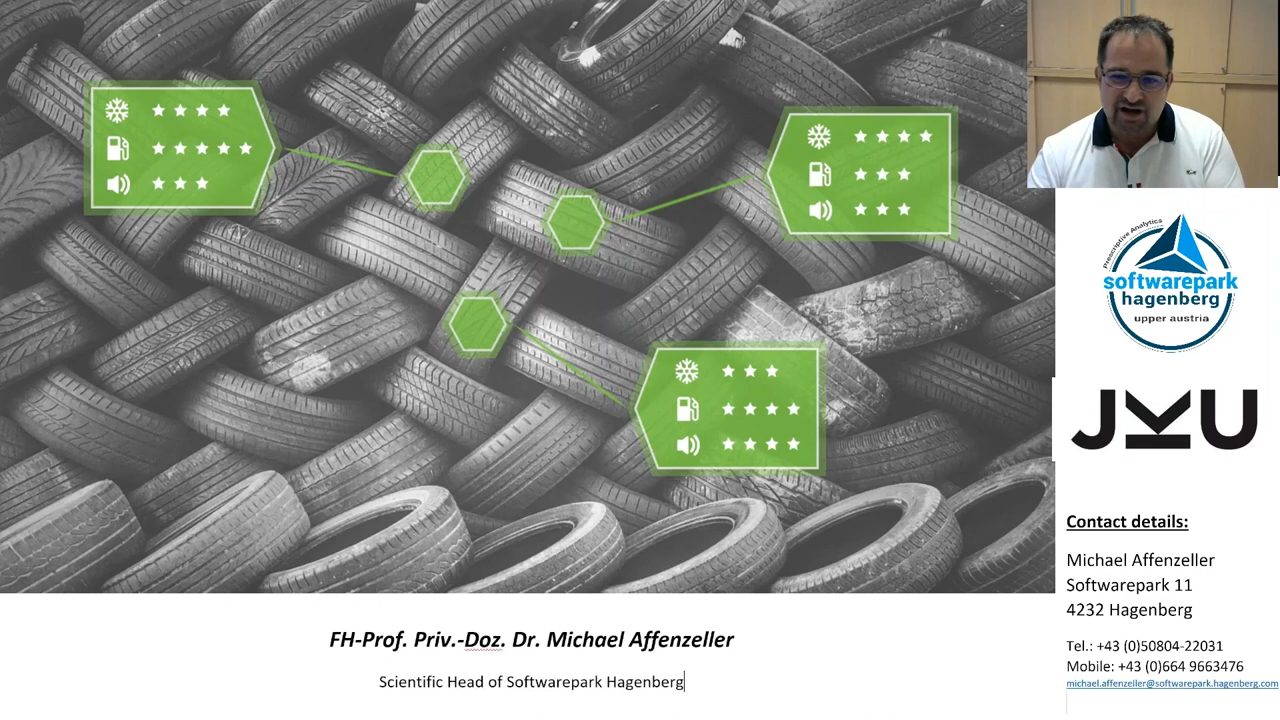 Prescriptive Analytics
softwarepark
hagenberg
upper austria
JKU
Contact details:
Michael Affenzeller
Softwarepark 11
4232 Hagenberg
Tel.: +43 (0)50804-22031
Mobile: +43 (0)664 9663476
michael.affenzeller@softwarepark.hagenberg.com
FH-Prof. Priv.-Doz. Dr. Michael Affenzeller
Scientific Head of Softwarepark Hagenberg